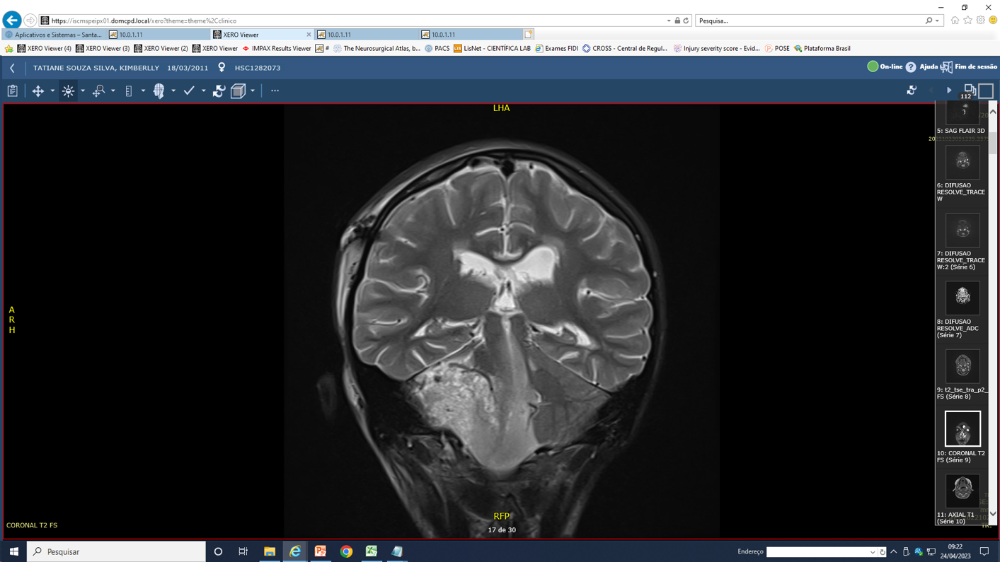 https://iscmspeipx01.domcpd.local/xero?theme=theme%2Cclinico
Pesquisa...
Aplicativos e Sistemas – Santa...
10.0.1.11
XERO Viewer
10.0.1.11
10.0.1.11
XERO Viewer (4)
XERO Viewer (3)
XERO Viewer (2)
XERO Viewer
IMPAX Results Viewer
#
The Neurosurgical Atlas, b...
PACS
LisNet - CIENTÍFICA LAB
Exames FIDI
CROSS - Central de Regul...
Injury severity score - Evid...
POSE
Plataforma Brasil
TATIANE SOUZA SILVA, KIMBERLLY 18/03/2011 HSC1282073
On-line
Ajuda
Fim de sessão
112
LHA
5: SAG FLAIR 3D
6: DIFUSAO
RESOLVE_TRACE
W
7: DIFUSAO
RESOLVE_TRACE
W:2 (Série 6)
A
R
H
8: DIFUSAO
RESOLVE_ADC
(Série 7)
9: t2_tse_tra_p2_
FS (Série 8)
10: CORONAL T2
FS (Série 9)
11: AXIAL T1
(Série 10)
RFP
17 de 30
CORONAL T2 FS
Pesquisar
Endereço
09:22
24/04/2023